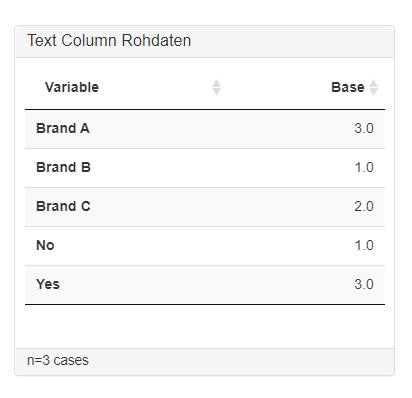 Text Column Rohdaten
Variable Base
Brand A 3.0
Brand B 1.0
Brand C 2.0
No 1.0
Yes 3.0
n=3 cases